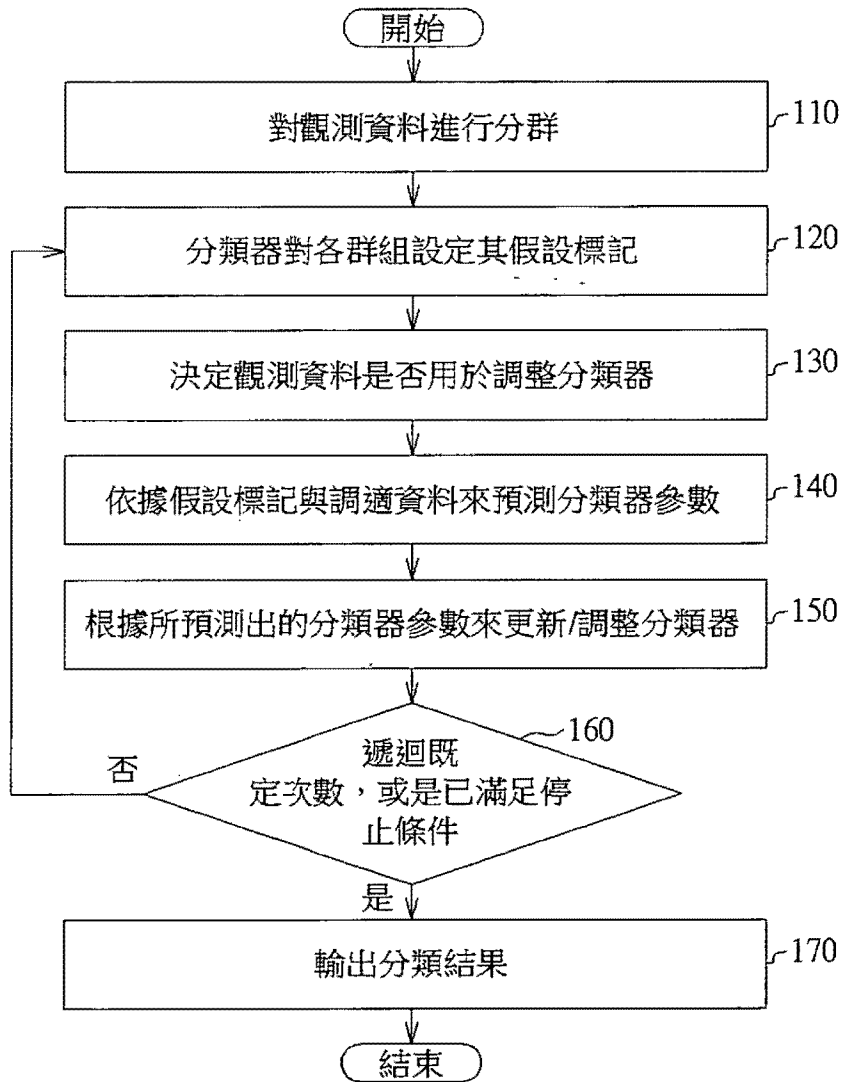 開始
對觀測資料進行分群
110
分類器對各群組設定其假設標記
120
決定觀測資料是否用於調整分類器
130
依據假設標記與調適資料來預測分類器參數
140
根據所預測出的分類器參數來更新/調整分類器
150
160
遞迴既
定次數，或是已滿足停
止條件
否
是
輸出分類結果
170
結束